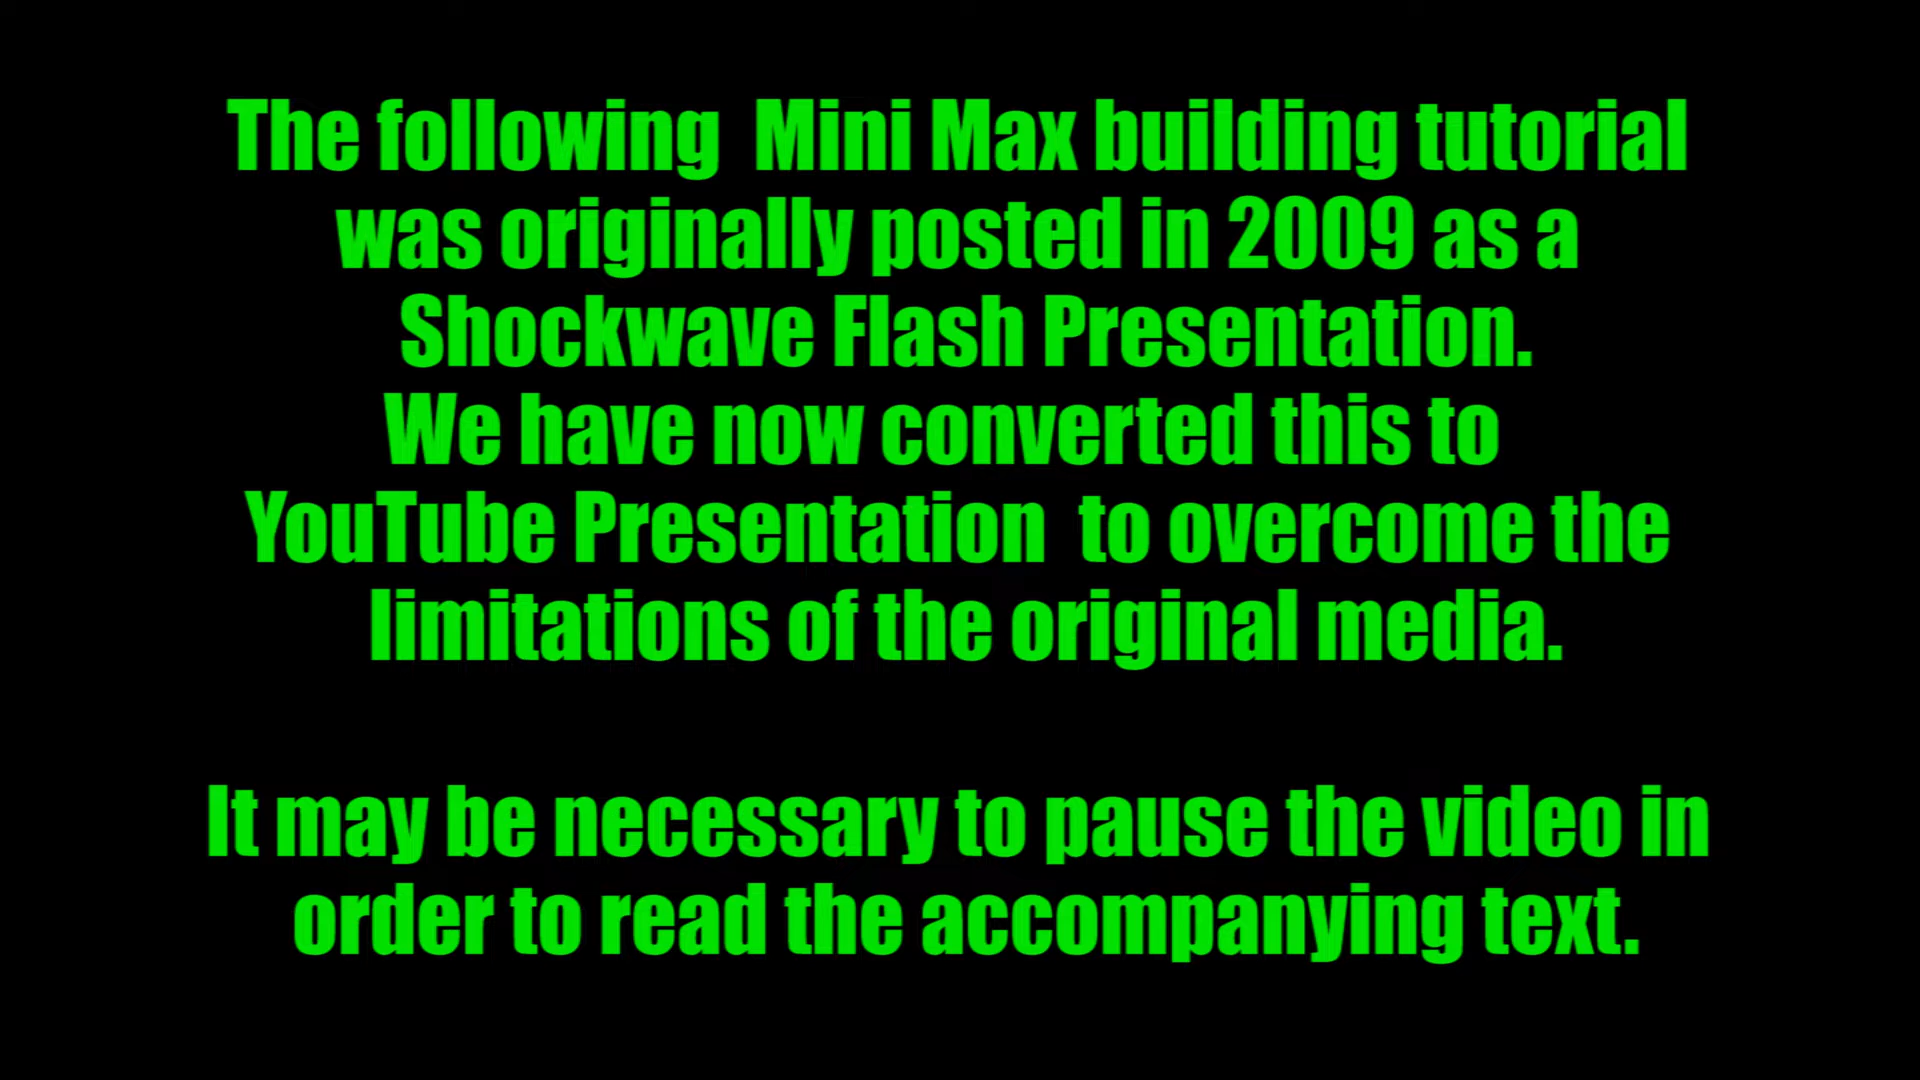 The following  Mini Max building tutorial
was originally posted in 2009 as a
Shockwave Flash Presentation.
We have now converted this to
YouTube Presentation  to overcome the
limitations of the original media.
It may be necessary to pause the video in
order to read the accompanying text.